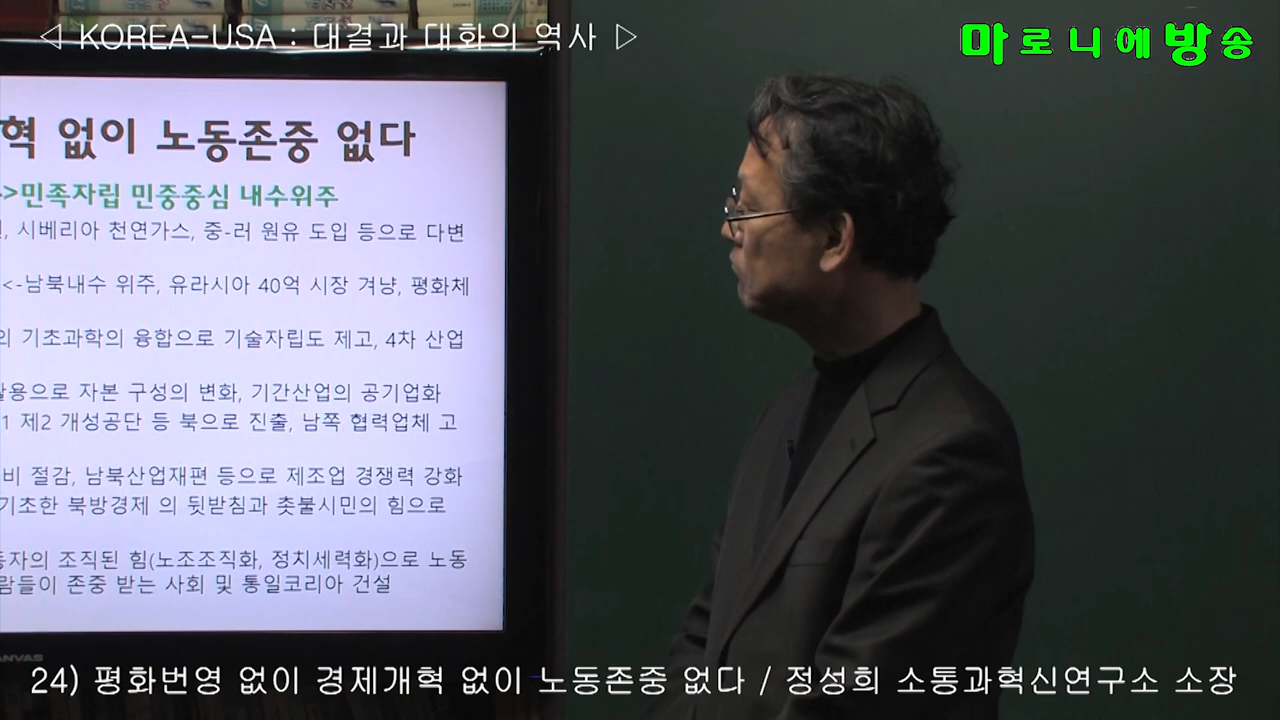 ◁ KOREA-USA : 대결과 대화의 역사 ▷
마로니에방송
혁 없이 노동존중 없다
->민족자립 민중중심 내수위주
, 시베리아 천연가스, 중-러 원유 도입 등으로 다변
<-남북내수 위주, 유라시아 40억 시장 겨냥, 평화체
의 기초과학의 융합으로 기술자립도 제고, 4차 산업
활용으로 자본 구성의 변화, 기간산업의 공기업화
1 제2 개성공단 등 북으로 진출, 남쪽 협력업체 고
비 절감, 남북산업재편 등으로 제조업 경쟁력 강화
기초한 북방경제 의 뒷받침과 촛불시민의 힘으로
동자의 조직된 힘(노조조직화, 정치세력화)으로 노동
람들이 존중 받는 사회 및 통일코리아 건설
24) 평화번영 없이 경제개혁 없이 노동존중 없다 / 정성희 소통과혁신연구소 소장